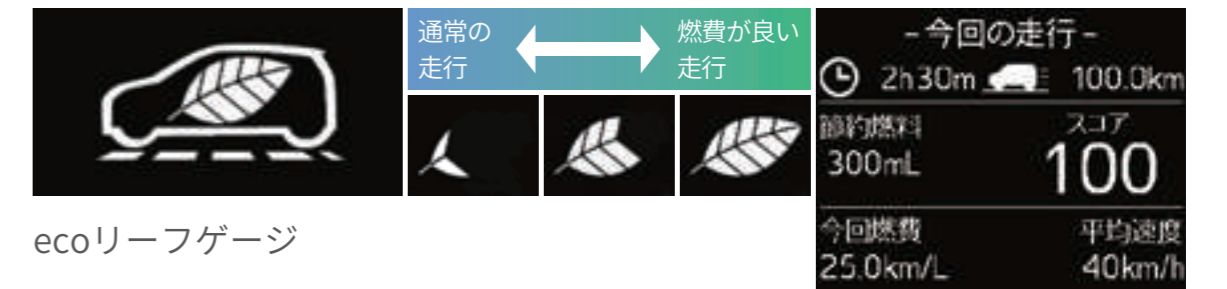 通常の
走行
燃費が良い
走行
ecoリーフゲージ
-今回の走行-
2h30m 100.0km
節約燃料 スコア
300mL 100
今回燃費 平均速度
25.0km/L 40km/h